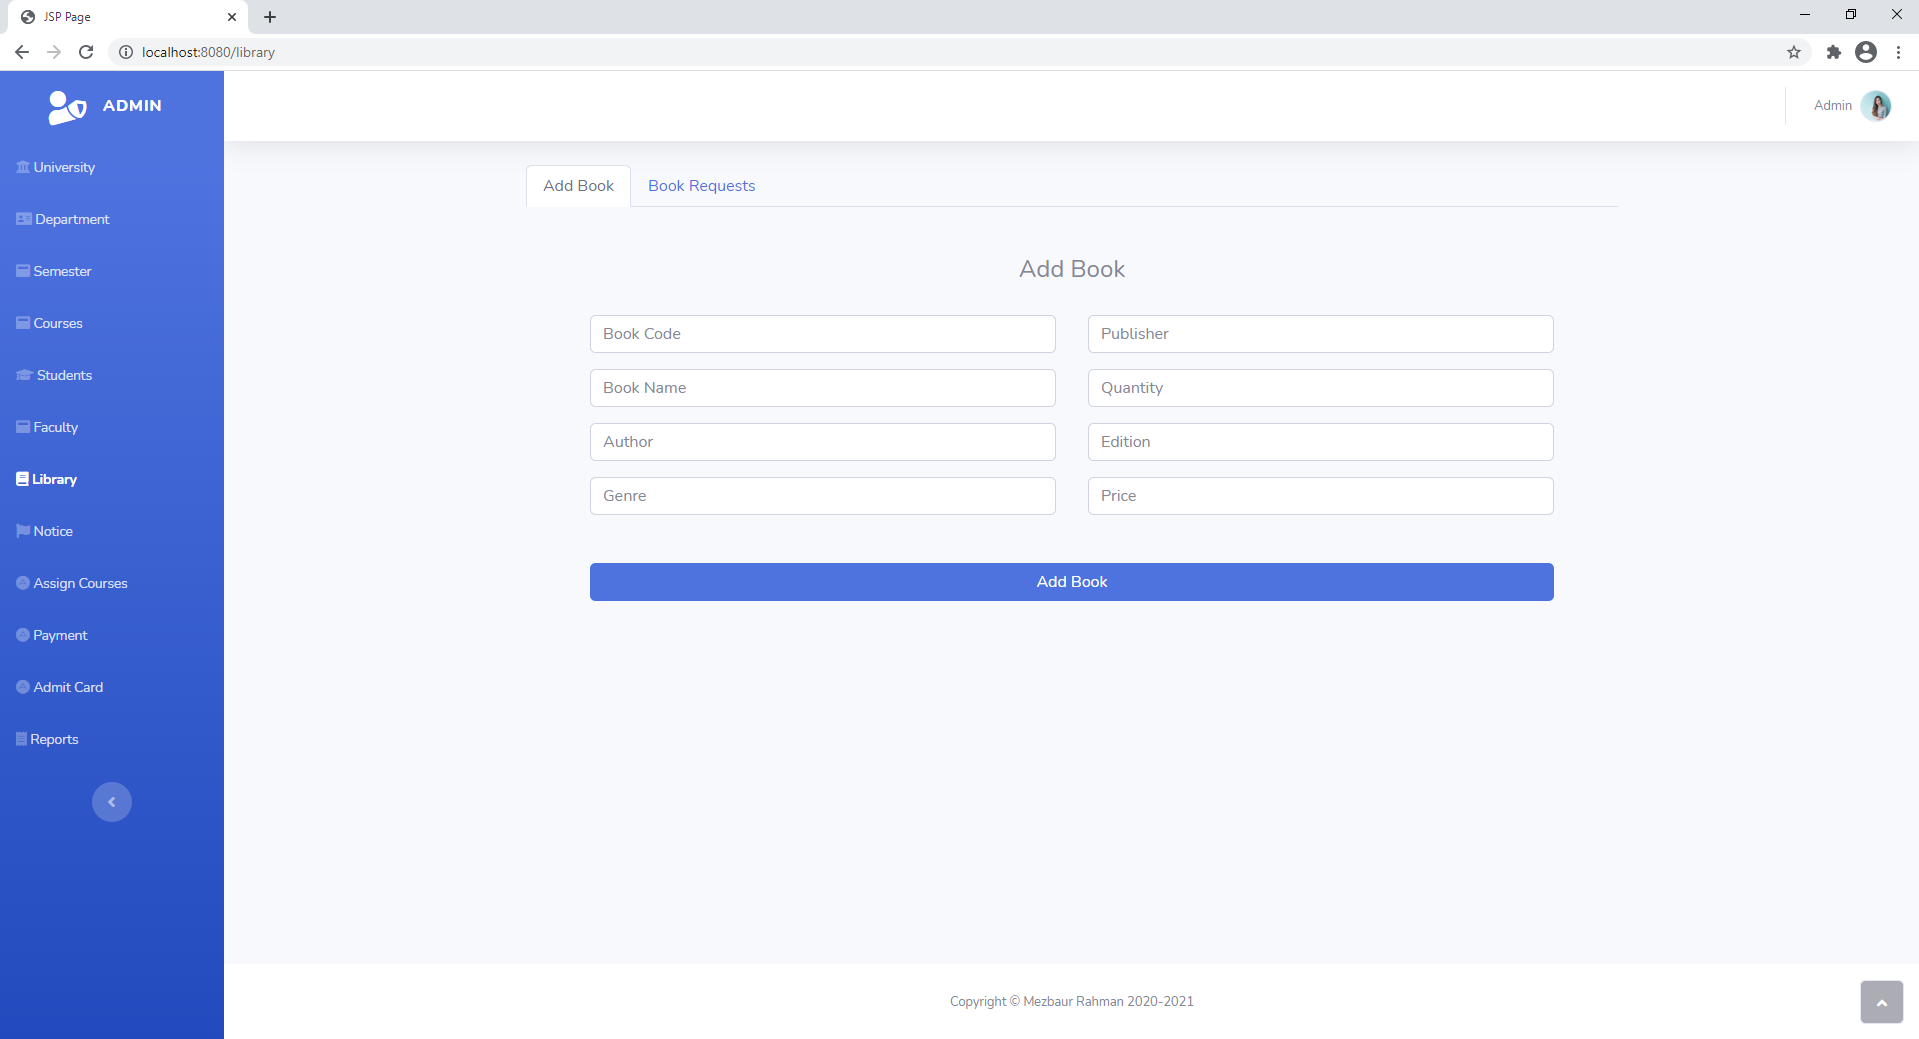 JSP Page
localhost:8080/library
ADMIN
Admin
University
Department
Semester
Courses
Students
Faculty
Library
Notice
Assign Courses
Payment
Admit Card
Reports
Add Book
Book Requests
Add Book
Book Code
Publisher
Book Name
Quantity
Author
Edition
Genre
Price
Add Book
Copyright © Mezbaur Rahman 2020-2021